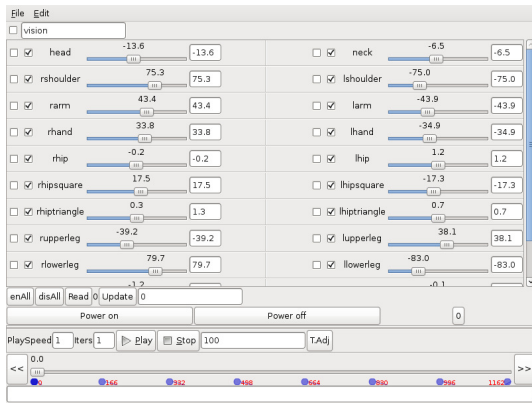 File Edit
vision
head -13.6 -13.6 neck -6.5 -6.5
rshoulder 75.3 75.3 lshoulder -75.0 -75.0
rarm 43.4 43.4 larm -43.9 -43.9
rhand 33.8 33.8 lhand -34.9 -34.9
rhip -0.2 -0.2 lhip 1.2 1.2
rhipsquare 17.5 17.5 lhipsquare -17.3 -17.3
rhiptriangle 0.3 1.3 lhiptriangle 0.7 0.7
rupperleg -39.2 -39.2 lupperleg 38.1 38.1
rlowerleg 79.7 79.7 llowerleg -83.0 -83.0
-1.2 -0.1
enAll disAll Read 0 Update 0
Power on Power off 0
PlaySpeed 1 Iters 1 Play Stop 100 T.Adj
0.0
<< >>
0 166 332 498 664 830 996 1162